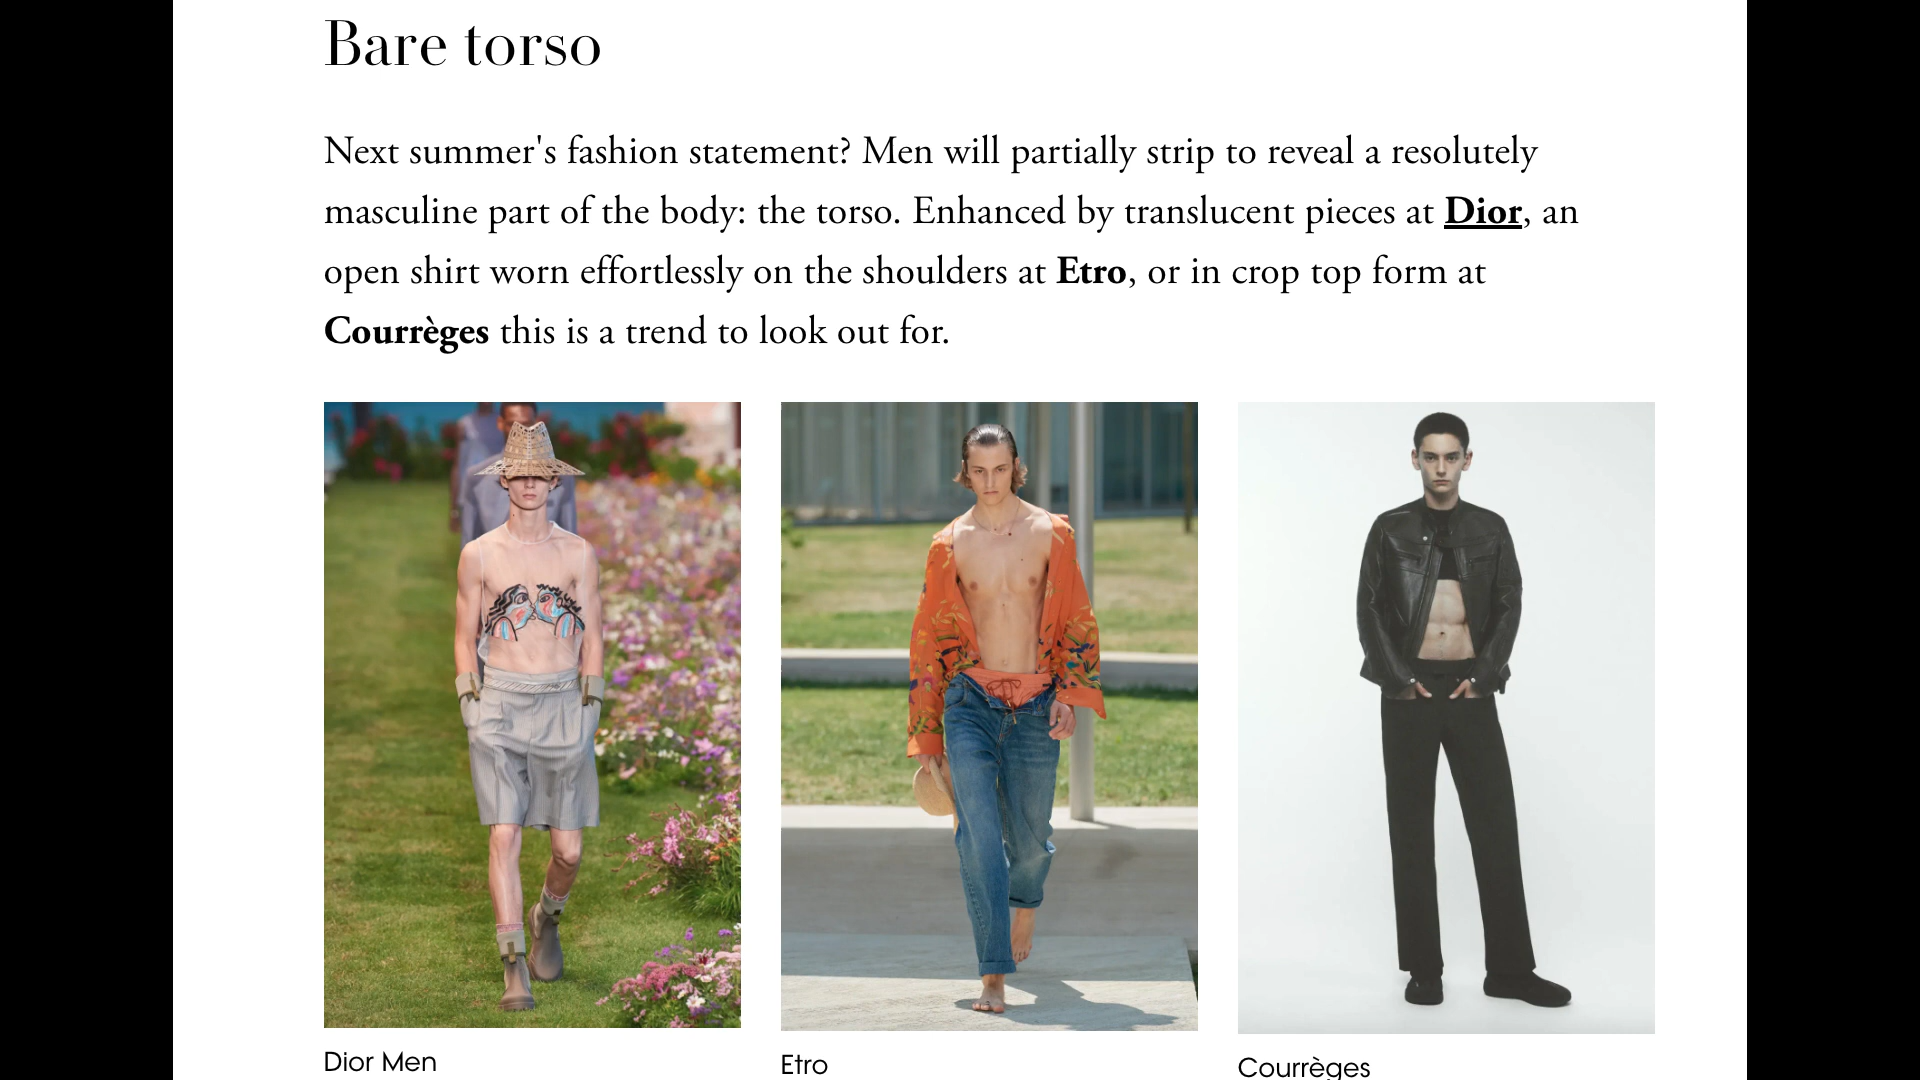 Bare torso
Next summer's fashion statement? Men will partially strip to reveal a resolutely
masculine part of the body: the torso. Enhanced by translucent pieces at Dior, an
open shirt worn effortlessly on the shoulders at Etro, or in crop top form at
Courrèges this is a trend to look out for.
Dior Men
Etro
Courrèges